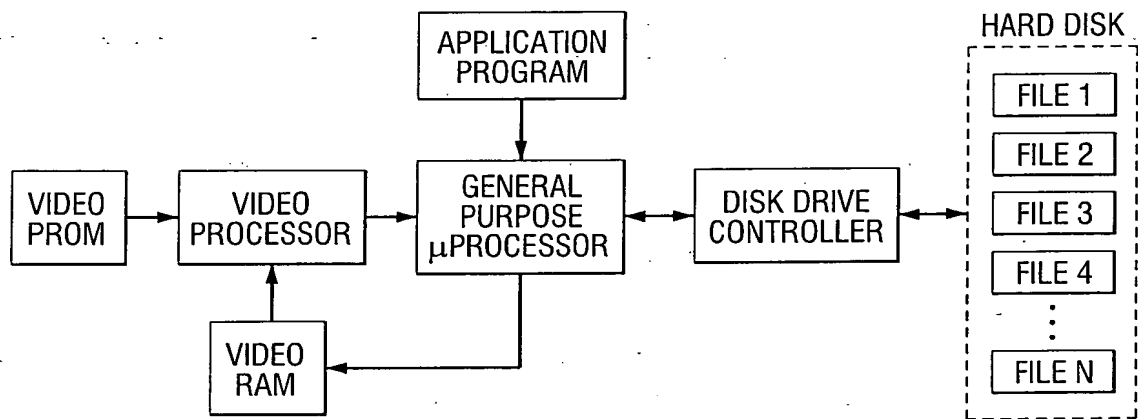 HARD DISK
APPLICATION
PROGRAM
FILE 1
FILE 2
VIDEO
PROM
VIDEO
PROCESSOR
GENERAL
PURPOSE
μPROCESSOR
DISK DRIVE
CONTROLLER
FILE 3
FILE 4
VIDEO
RAM
FILE N